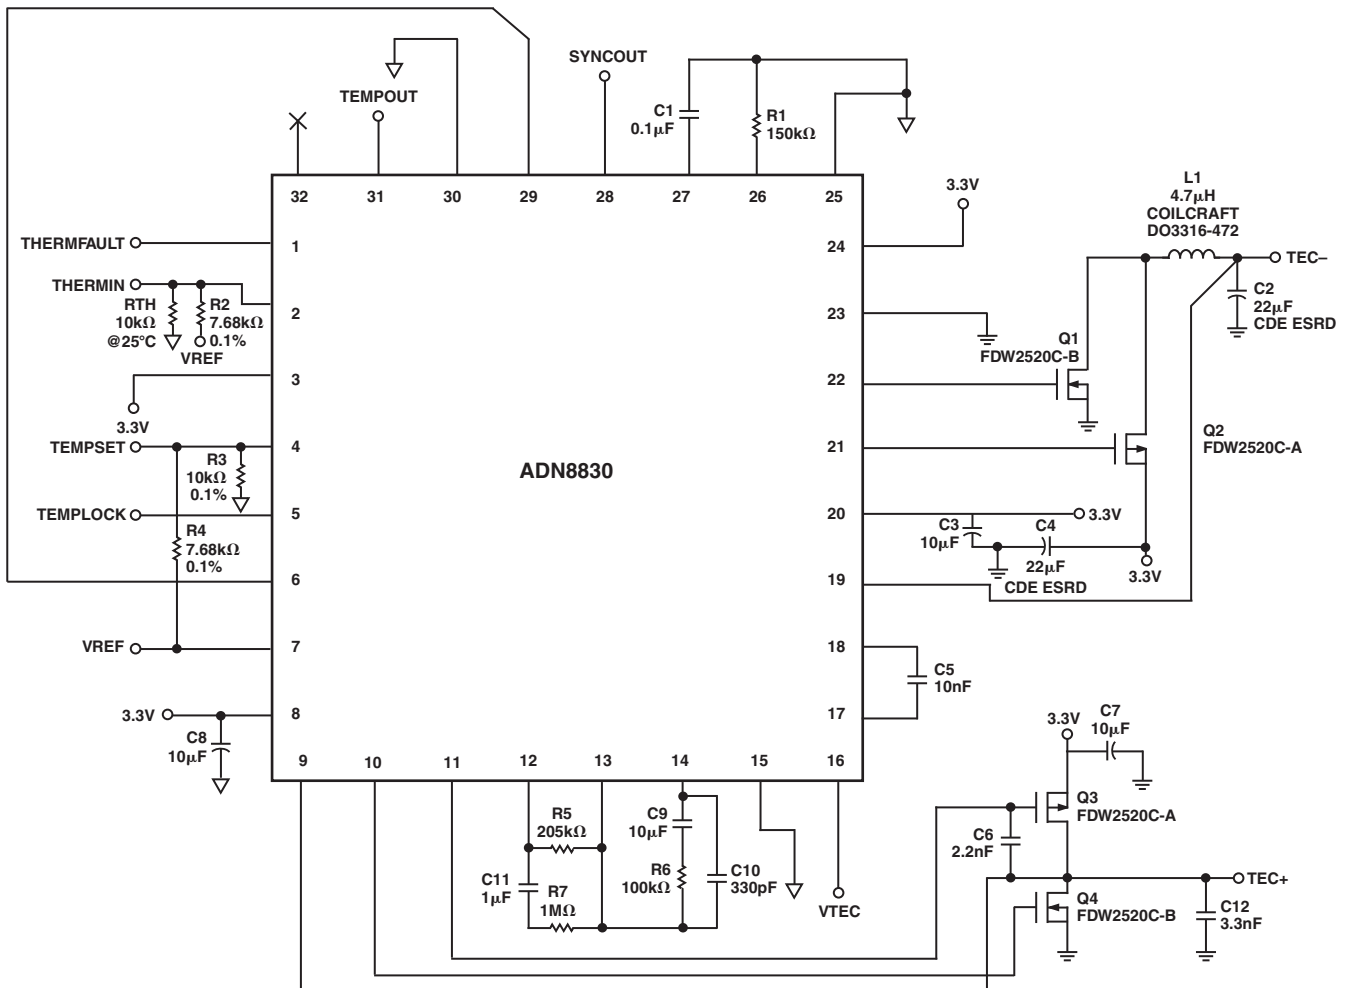 SYNCOUT
TEMPOUT
C1
0.1µF
R1
150kΩ
32
31
30
29
28
27
26
25
3.3V
L1
4.7µH
COILCRAFT
DO3316-472
THERMFAULT
1
24
TEC–
THERMIN
RTH
10kΩ
@25°C
R2
7.68kΩ
0.1%
VREF
2
23
C2
22µF
CDE ESRD
Q1
FDW2520C-B
3
22
3.3V
TEMPSET
4
21
Q2
FDW2520C-A
R3
10kΩ
0.1%
ADN8830
TEMPLOCK
5
20
3.3V
R4
7.68kΩ
0.1%
C3
10µF
C4
22µF
CDE ESRD
3.3V
6
19
VREF
7
18
C5
10nF
3.3V
8
17
C8
10µF
9
10
11
12
13
14
15
16
3.3V
C7
10µF
R5
205kΩ
C9
10µF
Q3
FDW2520C-A
C6
2.2nF
C11
1µF
R7
1MΩ
R6
100kΩ
C10
330pF
VTEC
TEC+
Q4
FDW2520C-B
C12
3.3nF